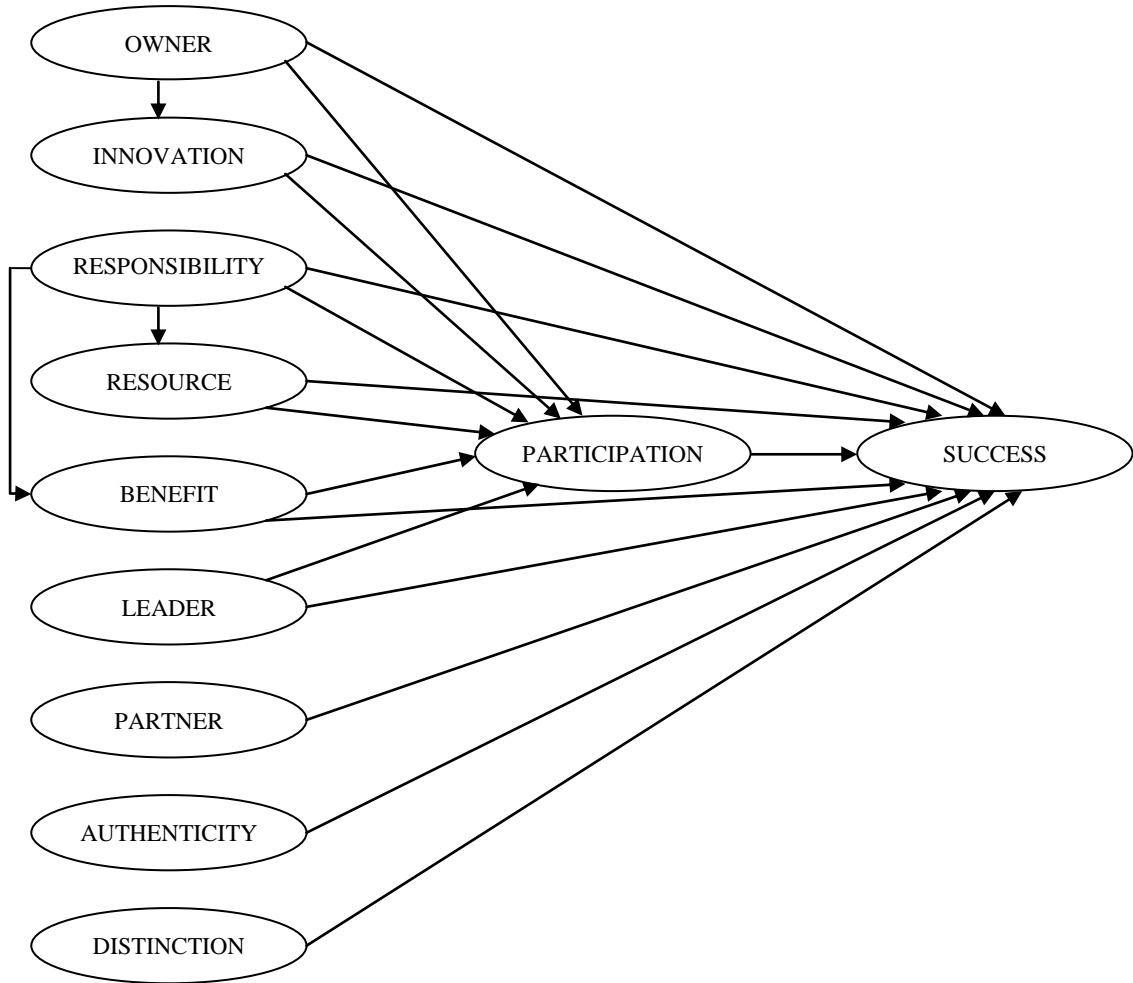 OWNER
INNOVATION
RESPONSIBILITY
RESOURCE
PARTICIPATION
SUCCESS
BENEFIT
LEADER
PARTNER
AUTHENTICITY
DISTINCTION